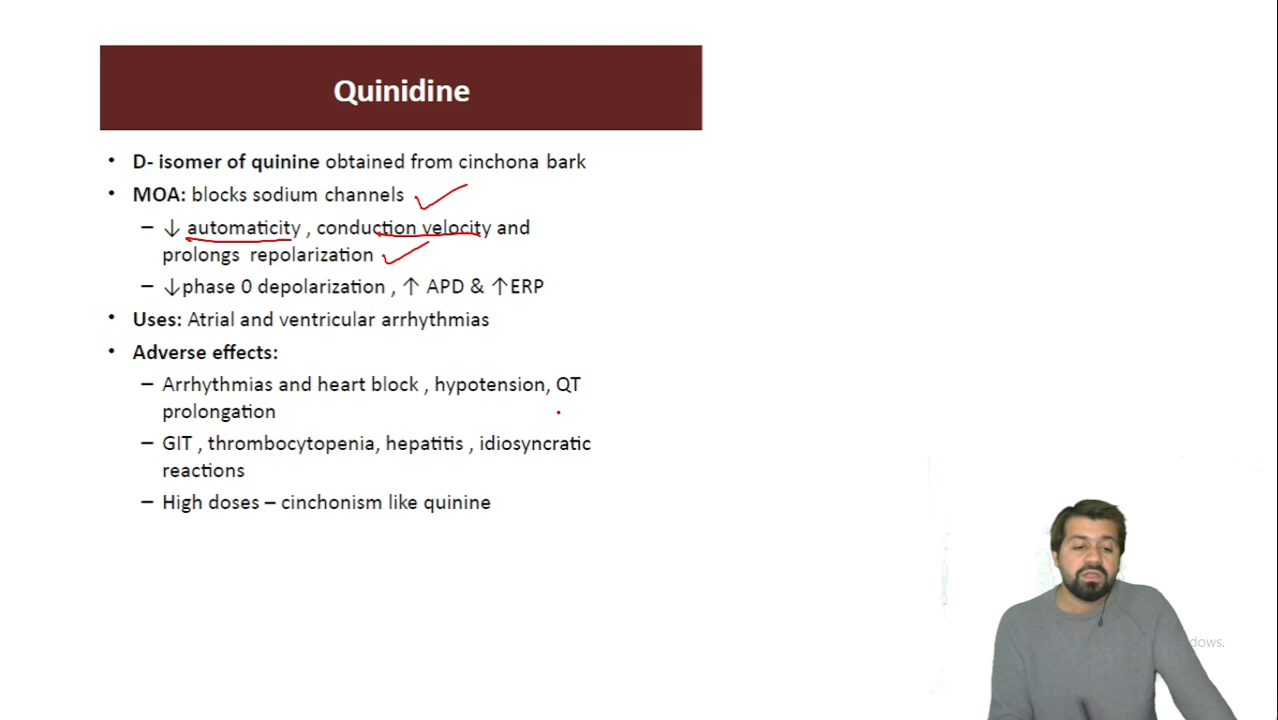 Quinidine
• D- isomer of quinine obtained from cinchona bark
• MOA: blocks sodium channels
– ↓ automaticity , conduction velocity and
prolongs repolarization
– ↓phase 0 depolarization , ↑ APD & ↑ERP
• Uses: Atrial and ventricular arrhythmias
• Adverse effects:
– Arrhythmias and heart block , hypotension, QT
prolongation
– GIT , thrombocytopenia, hepatitis , idiosyncratic
reactions
– High doses – cinchonism like quinine
dows.